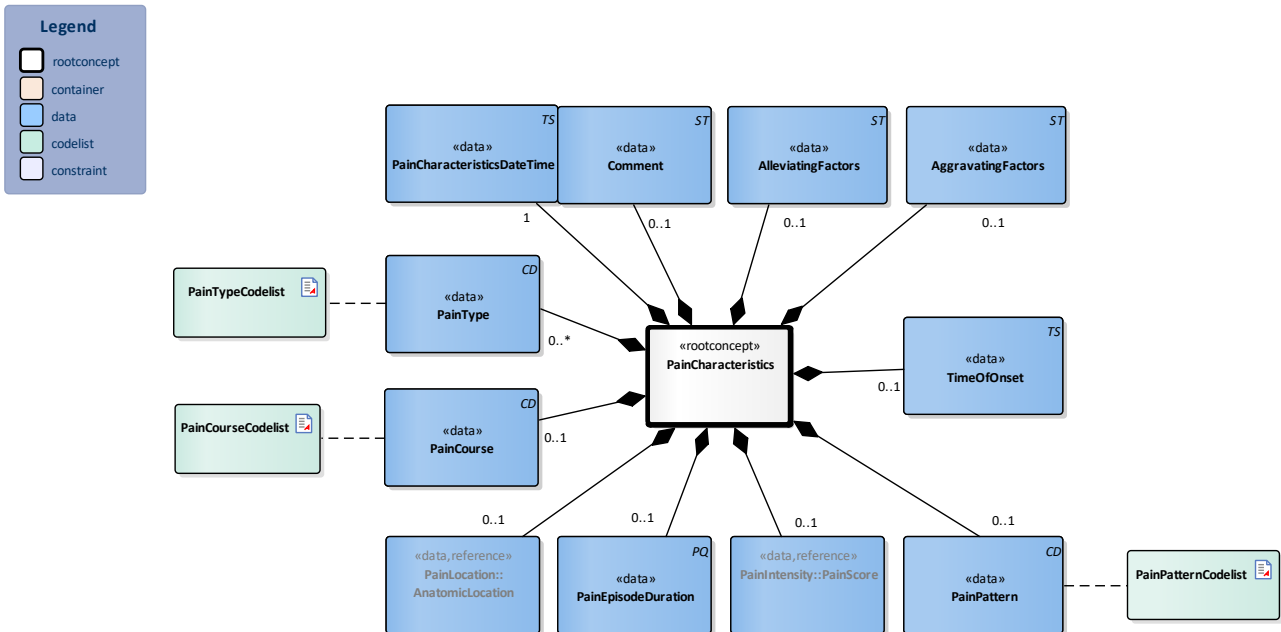 Legend
rootconcept
container
data
codelist
constraint
TS
«data»
PainCharacteristicsDateTime
ST
«data»
Comment
ST
«data»
AlleviatingFactors
ST
«data»
AggravatingFactors
1
0..1
0..1
0..1
PainTypeCodelist
CD
«data»
PainType
0..*
«rootconcept»
PainCharacteristics
TS
«data»
TimeOfOnset
0..1
PainCourseCodelist
CD
«data»
PainCourse
0..1
0..1
0..1
0..1
0..1
«data,reference»
PainLocation::
AnatomicLocation
PQ
«data»
PainEpisodeDuration
«data,reference»
PainIntensity::PainScore
CD
«data»
PainPattern
PainPatternCodelist